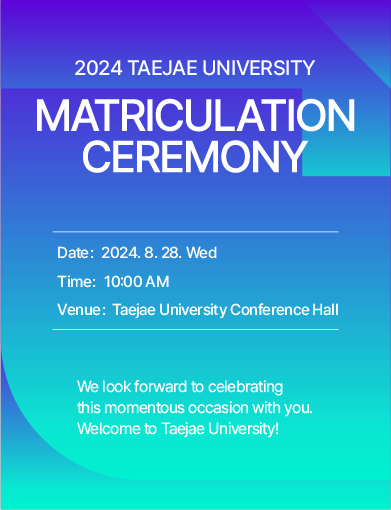 2024 TAEJAE UNIVERSITY
MATRICULATION
CEREMONY
Date: 2024. 8. 28. Wed
Time: 10:00 AM
Venue: Taejae University Conference Hall
We look forward to celebrating
this momentous occasion with you.
Welcome to Taejae University!